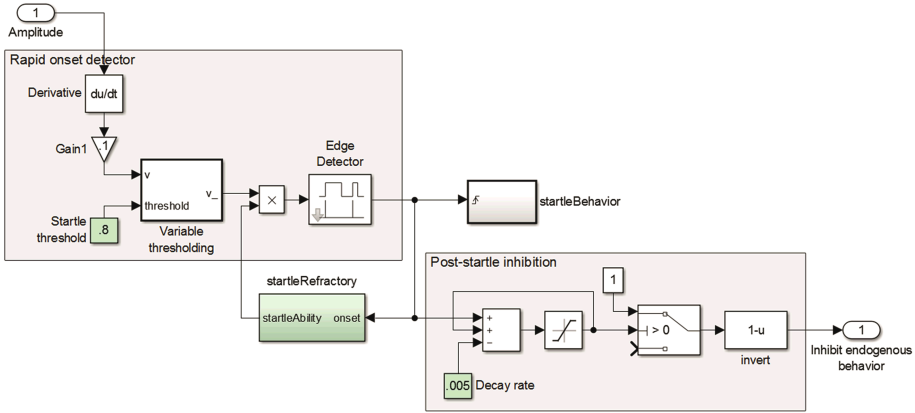 1
Amplitude
Rapid onset detector
Derivative
du/dt
Gain1
.1
v
threshold
v_
Startle
threshold
.8
Variable
thresholding
×
Edge
Detector
startleBehavior
startleRefractory
startleAbility onset
Post-startle inhibition
1
+
+
−
> 0
1-u
invert
.005
Decay rate
1
Inhibit endogenous
behavior